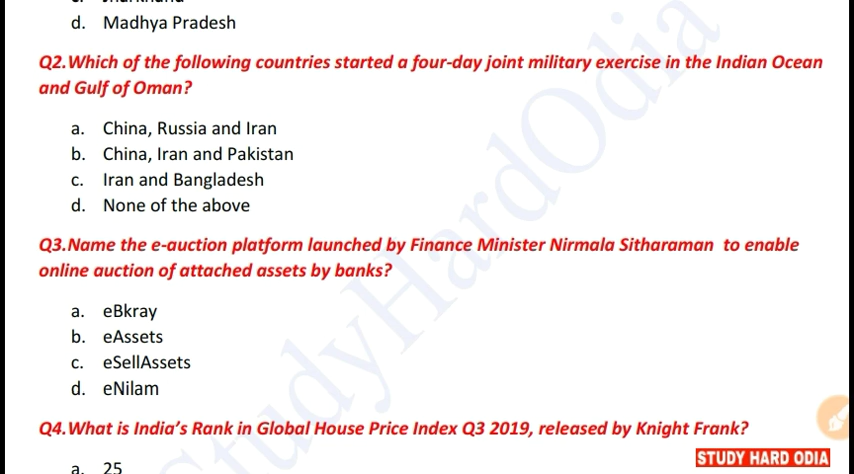 d. Madhya Pradesh
Q2.Which of the following countries started a four-day joint military exercise in the Indian Ocean
and Gulf of Oman?
a. China, Russia and Iran
b. China, Iran and Pakistan
c. Iran and Bangladesh
d. None of the above
Q3.Name the e-auction platform launched by Finance Minister Nirmala Sitharaman to enable
online auction of attached assets by banks?
a. eBkray
b. eAssets
c. eSellAssets
d. eNilam
Q4.What is India's Rank in Global House Price Index Q3 2019, released by Knight Frank?
a. 25
STUDY HARD ODIA
StudyHardOdia